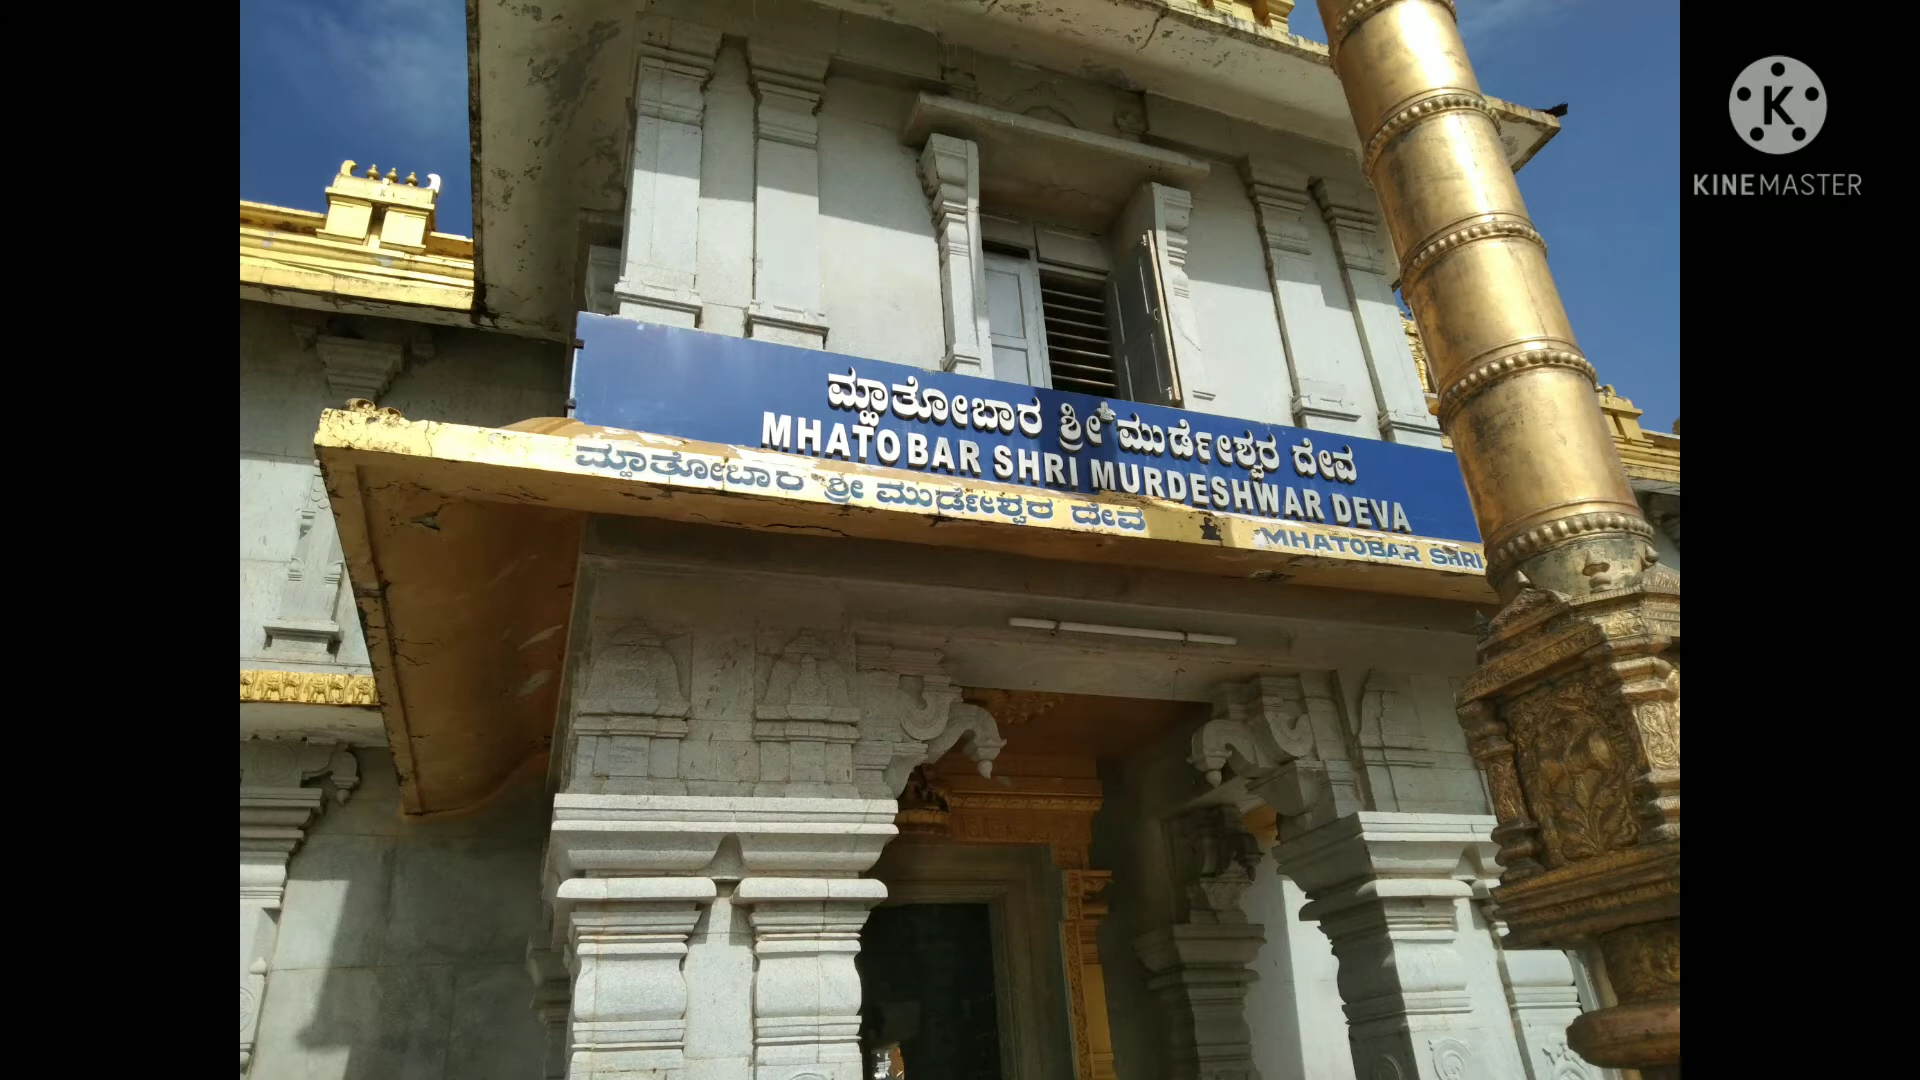 ಮ್ಹಾತೋಬಾರ ಶ್ರೀ ಮುರ್ಡೇಶ್ವರ ದೇವ
MHATOBAR SHRI MURDESHWAR DEVA
ಮ್ಹಾತೋಬಾರ ಶ್ರೀ ಮುರ್ಡೇಶ್ವರ ದೇವ MHATOBAR SHRI
K
KINEMASTER